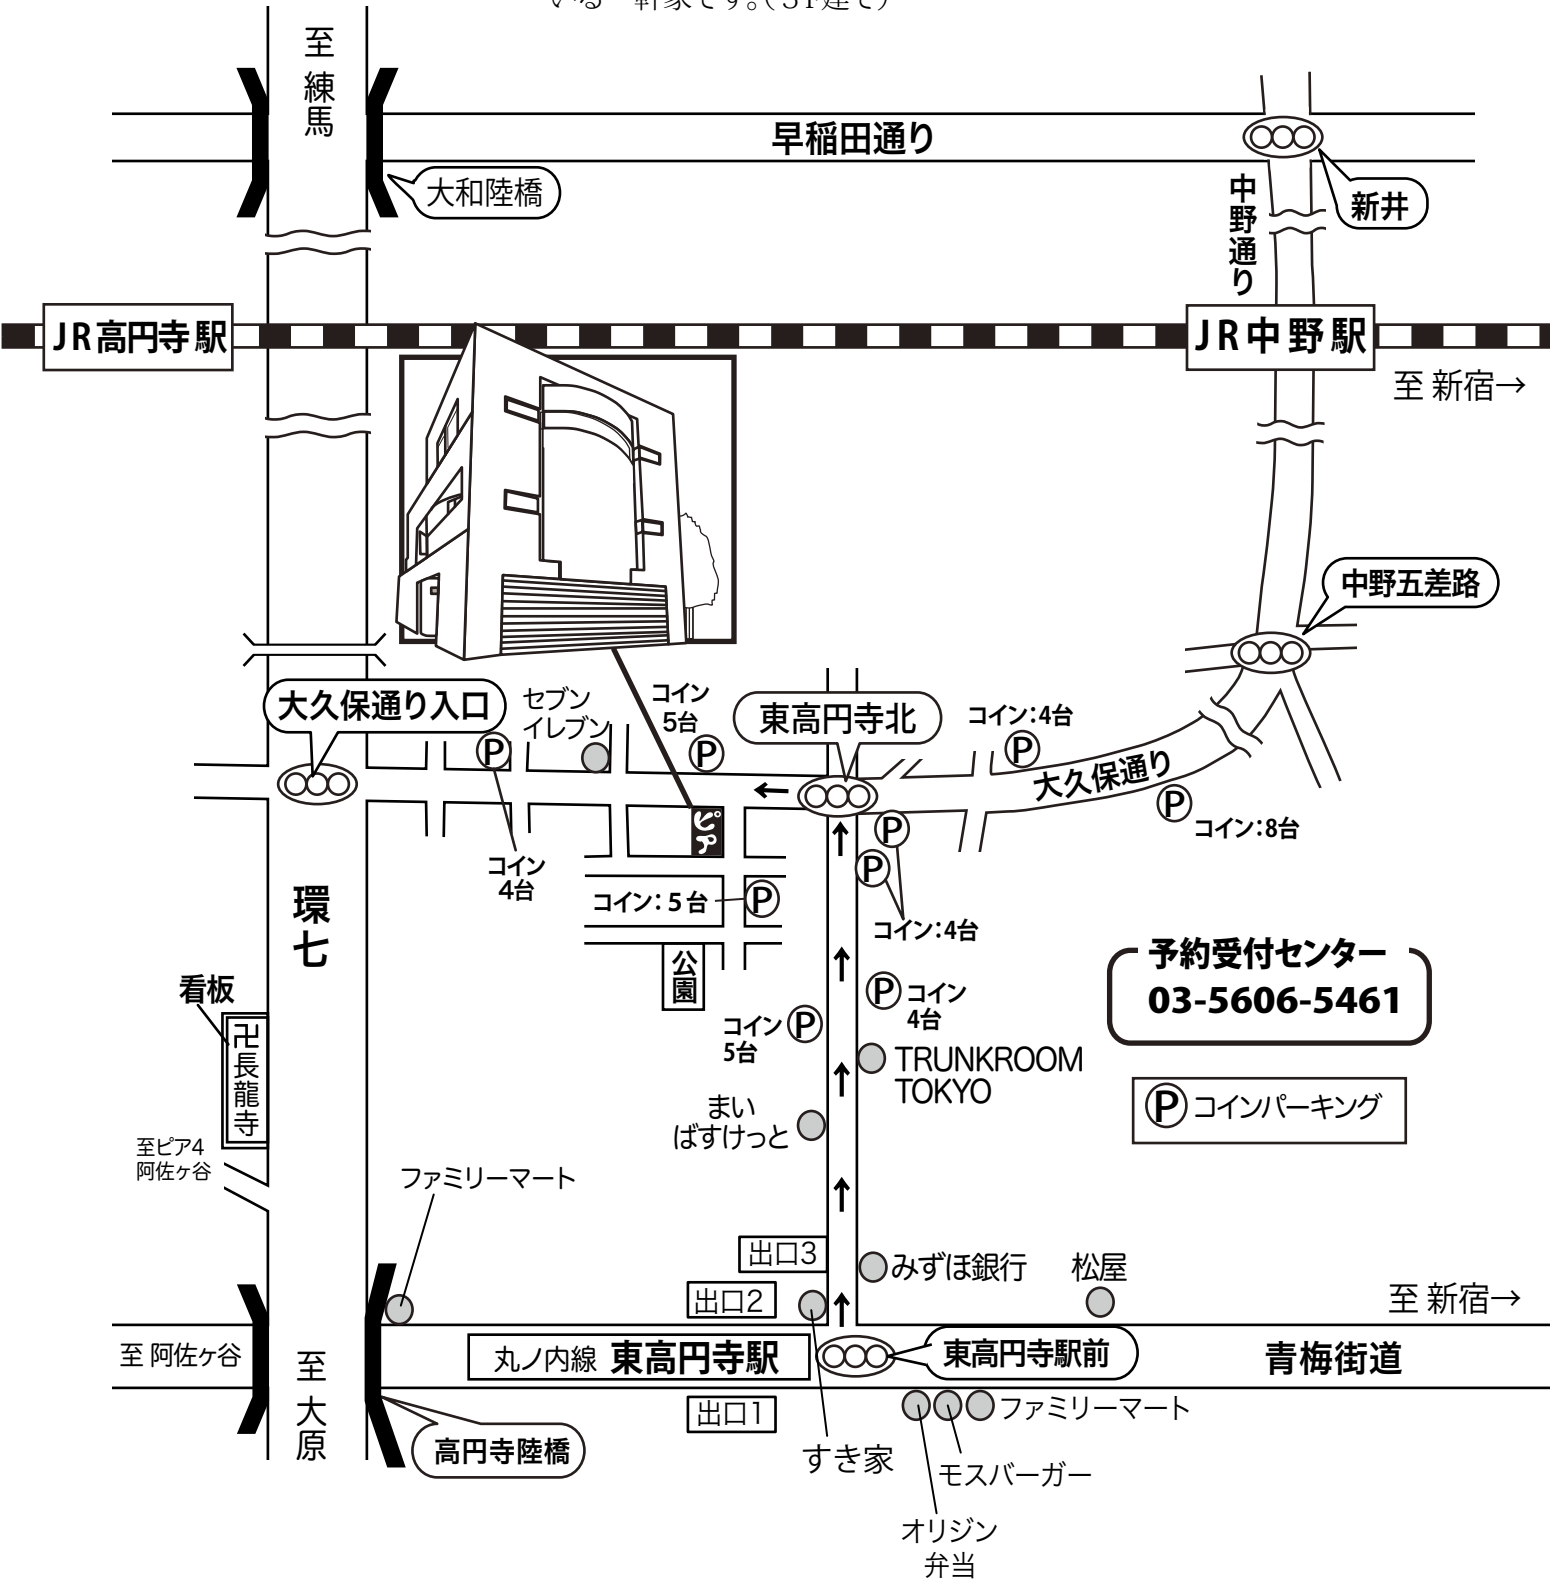 至練馬
早稲田通り
大和陸橋
新井
中野通り
JR高円寺駅
JR中野駅
至 新宿→
中野五差路
大久保通り入口
セブン
イレブン
コイン
5台
東高円寺北
コイン:4台
P
P
P
大久保通り
P
コイン:8台
ピア
P
コイン
4台
P
コイン:5台
P
コイン:4台
環七
公園
予約受付センター
03-5606-5461
看板
卍長龍寺
P
コイン
4台
コイン
5台
P
TRUNKROOM
TOKYO
P コインパーキング
まい
ばすけっと
至ピア4
阿佐ヶ谷
ファミリーマート
出口3
みずほ銀行
松屋
出口2
至 新宿→
至 阿佐ヶ谷
至大原
丸ノ内線 東高円寺駅
東高円寺駅前
青梅街道
出口1
ファミリーマート
高円寺陸橋
すき家
モスバーガー
オリジン
弁当